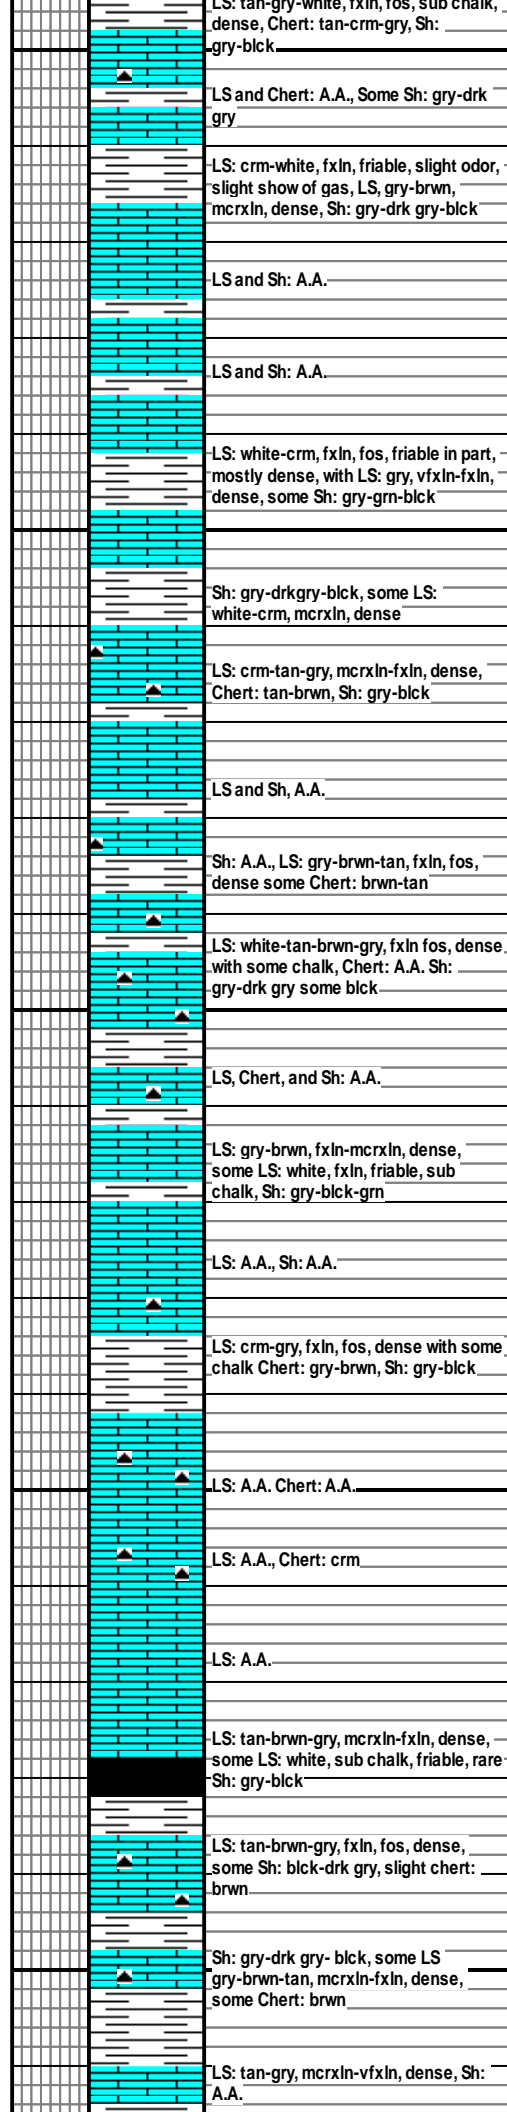 LS: tan-gry-white, fxln, fos, sub chalk,
dense, Chert: tan-crm-gry, Sh:
gry-blck
LS and Chert: A.A., Some Sh: gry-drk
gry
LS: crm-white, fxln, friable, slight odor,
slight show of gas, LS, gry-brwn,
mcrxln, dense, Sh: gry-drk gry-blck
LS and Sh: A.A.
LS and Sh: A.A.
LS: white-crm, fxln, fos, friable in part,
mostly dense, with LS: gry, vfxln-fxln,
dense, some Sh: gry-grn-blck
Sh: gry-drkgry-blck, some LS:
white-crm, mcrxln, dense
LS: crm-tan-gry, mcrxln-fxln, dense,
Chert: tan-brwn, Sh: gry-blck
LS and Sh, A.A.
Sh: A.A., LS: gry-brwn-tan, fxln, fos,
dense some Chert: brwn-tan
LS: white-tan-brwn-gry, fxln fos, dense
with some chalk, Chert: A.A. Sh:
gry-drk gry some blck
LS, Chert, and Sh: A.A.
LS: gry-brwn, fxln-mcrxln, dense,
some LS: white, fxln, friable, sub
chalk, Sh: gry-blck-grn
LS: A.A., Sh: A.A.
LS: crm-gry, fxln, fos, dense with some
chalk Chert: gry-brwn, Sh: gry-blck
LS: A.A. Chert: A.A.
LS: A.A., Chert: crm
LS: A.A.
LS: tan-brwn-gry, mcrxln-fxln, dense,
some LS: white, sub chalk, friable, rare
Sh: gry-blck
LS: tan-brwn-gry, fxln, fos, dense,
some Sh: blck-drk gry, slight chert:
brwn
Sh: gry-drk gry- blck, some LS
gry-brwn-tan, mcrxln-fxln, dense,
some Chert: brwn
LS: tan-gry, mcrxln-vfxln, dense, Sh:
A.A.